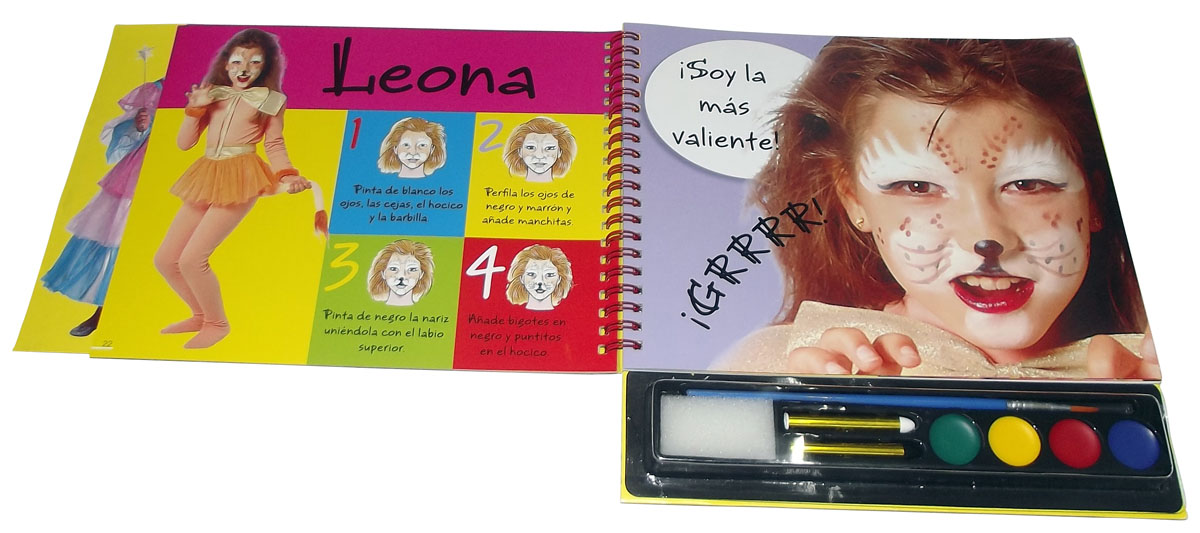 Leona
1
Pinta de blanco los
ojos, las cejas, el hocico
y la barbilla.
2
Perfila los ojos de
negro y marrón y
añade manchitas.
3
Pinta de negro la nariz
uniéndola con el labio
superior.
4
Añade bigotes en
negro y puntitos
en el hocico.
22
¡Soy la
más
valiente!
¡GRRRRR!